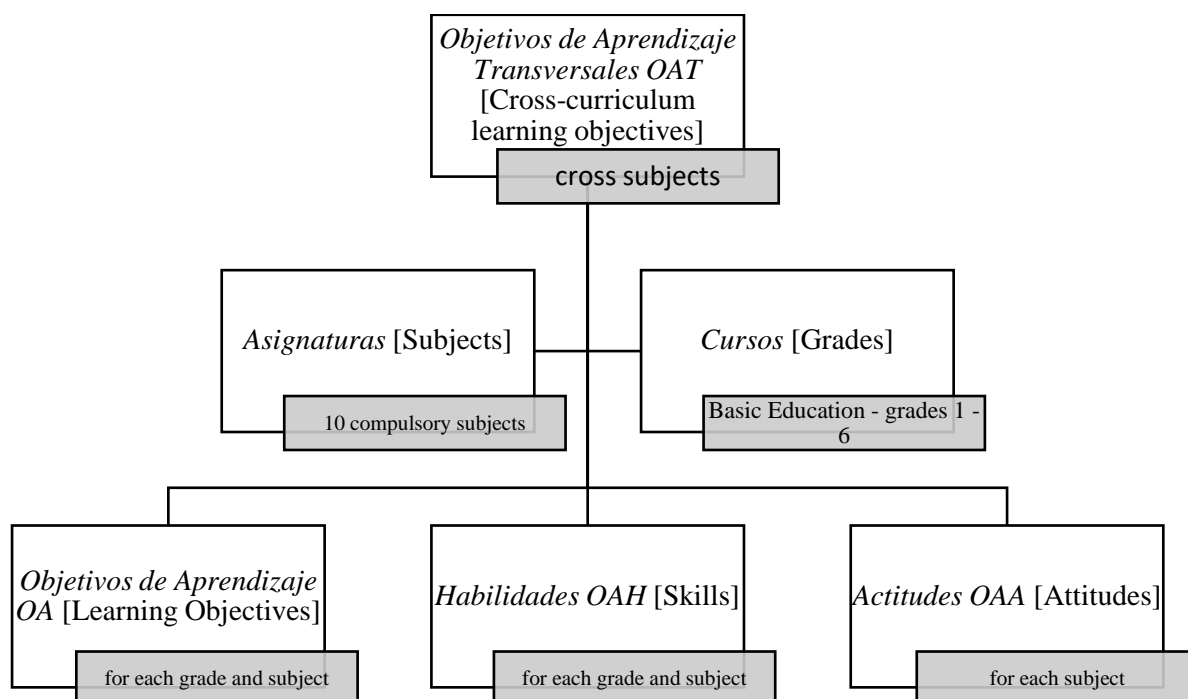 Objetivos de Aprendizaje
Transversales OAT
[Cross-curriculum
learning objectives]
cross subjects
Asignaturas [Subjects]
10 compulsory subjects
Cursos [Grades]
Basic Education - grades 1 -
6
Objetivos de Aprendizaje
OA [Learning Objectives]
for each grade and subject
Habilidades OAH [Skills]
for each grade and subject
Actitudes OAA [Attitudes]
for each subject